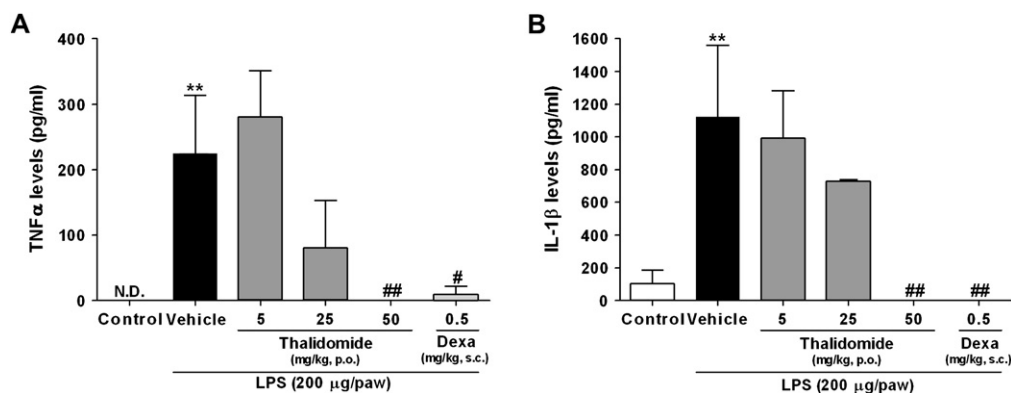 A
TNFα levels (pg/ml)
400
300
200
100
0
N.D.
**
##
#
Control Vehicle 5 25 50 0.5
Thalidomide Dexa
(mg/kg, p.o.) (mg/kg, s.c.)
LPS (200 μg/paw)
B
IL-1β levels (pg/ml)
1600
1400
1200
1000
800
600
400
200
0
**
##
##
Control Vehicle 5 25 50 0.5
Thalidomide Dexa
(mg/kg, p.o.) (mg/kg, s.c.)
LPS (200 μg/paw)